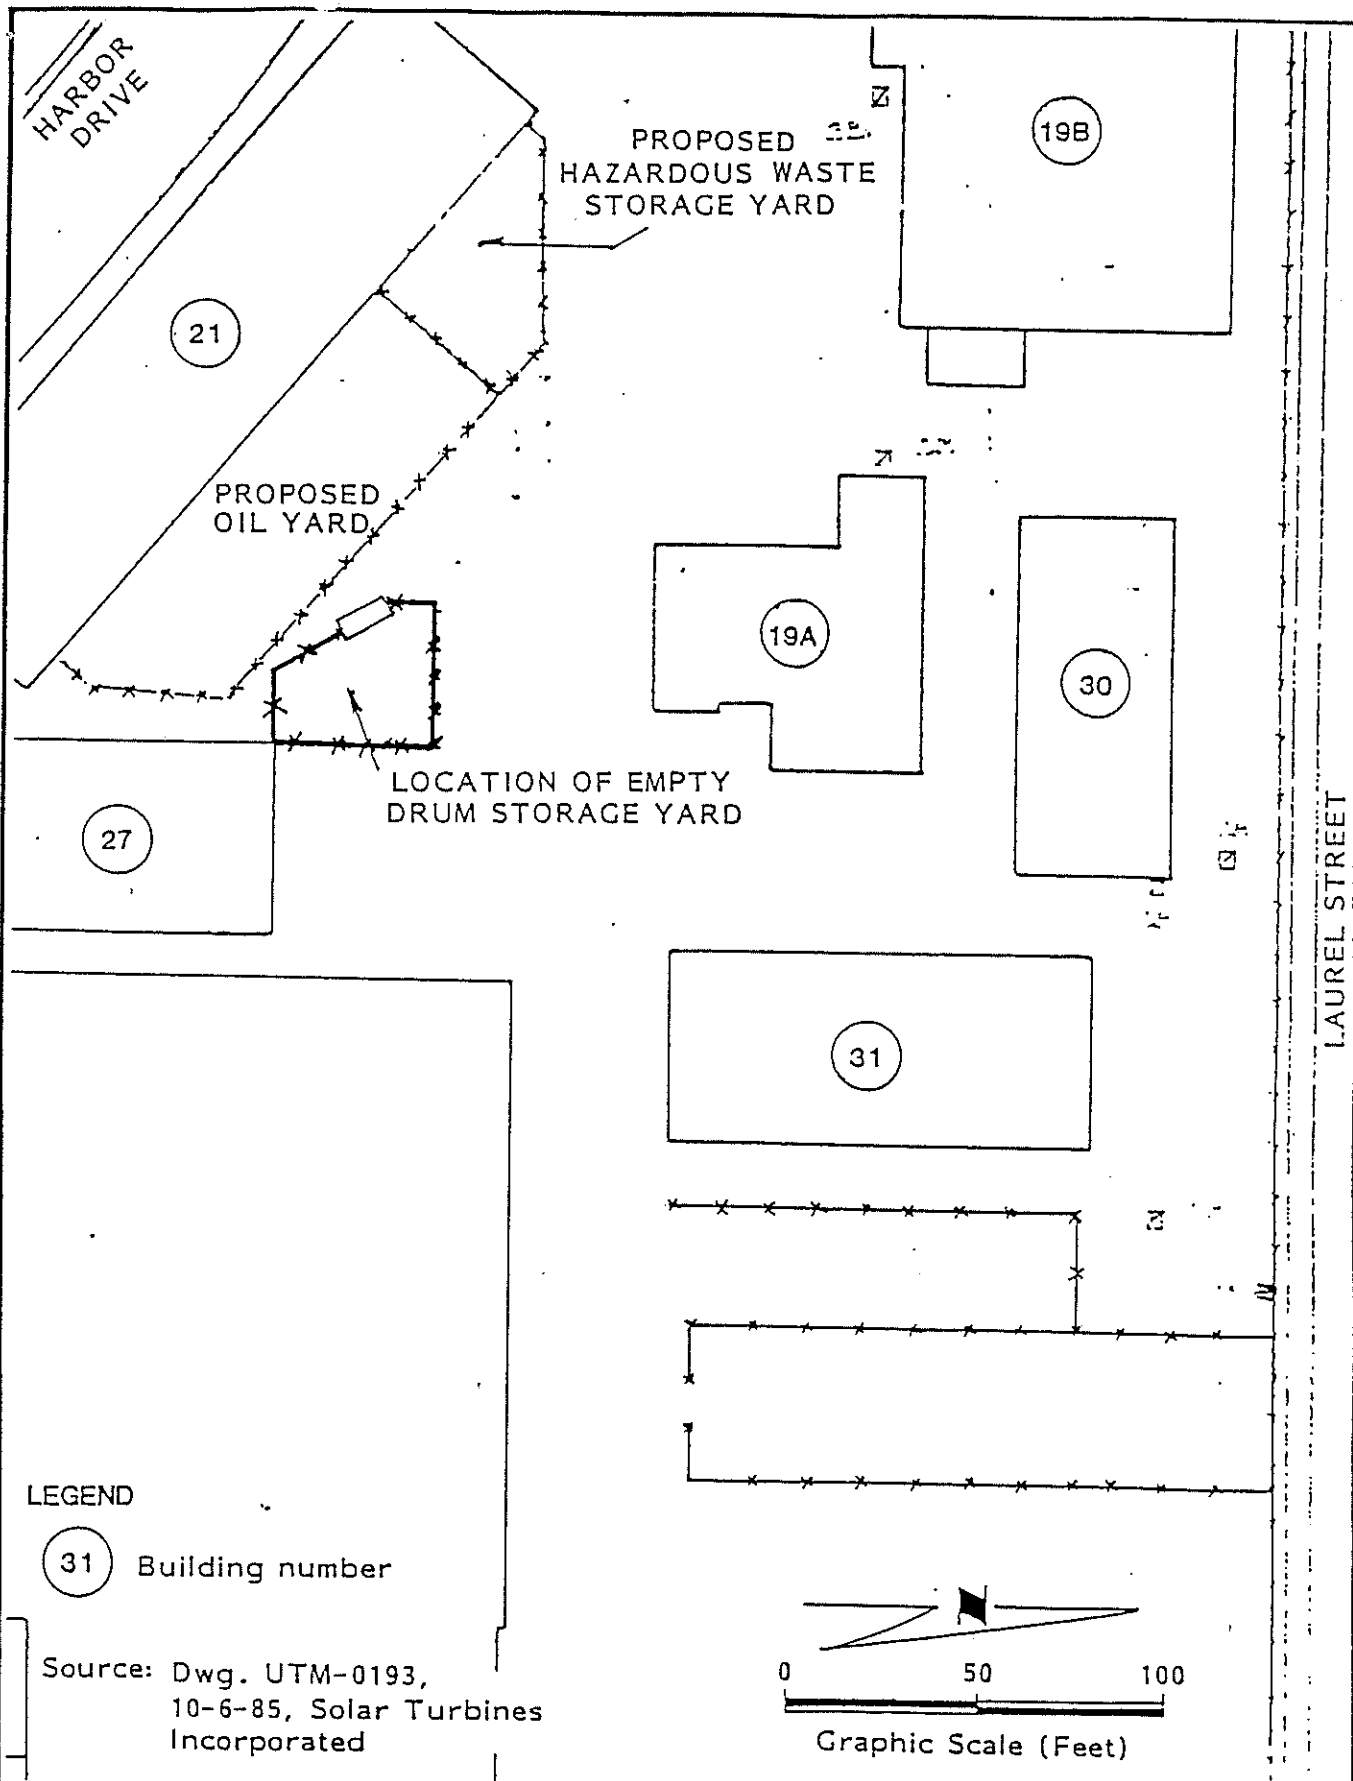 HARBOR
DRIVE
PROPOSED
HAZARDOUS WASTE
STORAGE YARD
19B
21
PROPOSED
OIL YARD
19A
30
LOCATION OF EMPTY
DRUM STORAGE YARD
27
LAUREL STREET
31
LEGEND
31 Building number
Source: Dwg. UTM-0193,
10-6-85, Solar Turbines
Incorporated
N
0 50 100
Graphic Scale (Feet)